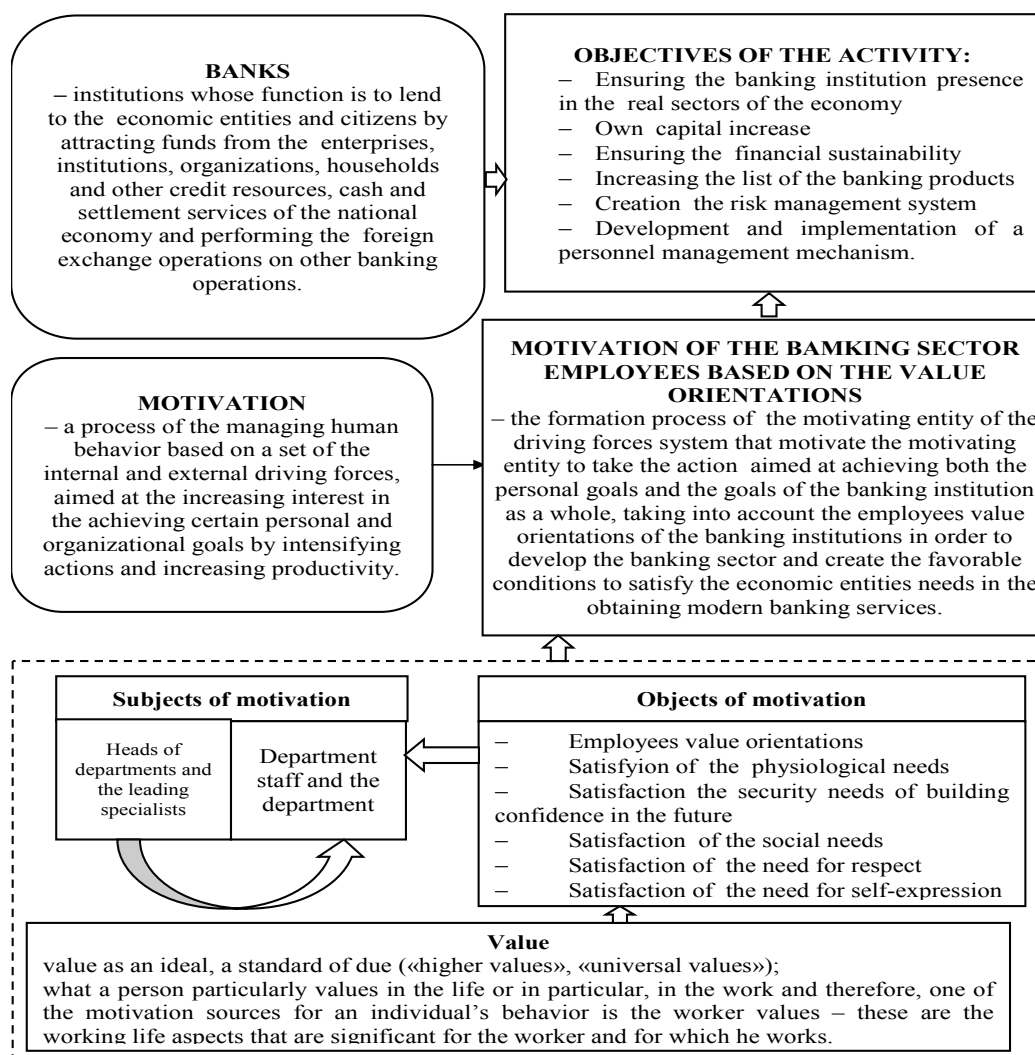 BANKS
– institutions whose function is to lend
to the economic entities and citizens by
attracting funds from the enterprises,
institutions, organizations, households
and other credit resources, cash and
settlement services of the national
economy and performing the foreign
exchange operations on other banking
operations.
OBJECTIVES OF THE ACTIVITY:
– Ensuring the banking institution presence
in the real sectors of the economy
– Own capital increase
– Ensuring the financial sustainability
– Increasing the list of the banking products
– Creation the risk management system
– Development and implementation of a
personnel management mechanism.
MOTIVATION
– a process of the managing human
behavior based on a set of the
internal and external driving forces,
aimed at the increasing interest in
the achieving certain personal and
organizational goals by intensifying
actions and increasing productivity.
MOTIVATION OF THE BAMKING SECTOR
EMPLOYEES BASED ON THE VALUE
ORIENTATIONS
– the formation process of the motivating entity of the
driving forces system that motivate the motivating
entity to take the action aimed at achieving both the
personal goals and the goals of the banking institution
as a whole, taking into account the employees value
orientations of the banking institutions in order to
develop the banking sector and create the favorable
conditions to satisfy the economic entities needs in the
obtaining modern banking services.
Subjects of motivation
Heads of
departments and
the leading
specialists
Department
staff and the
department
Objects of motivation
– Employees value orientations
– Satisfyion of the physiological needs
– Satisfaction the security needs of building
confidence in the future
– Satisfaction of the social needs
– Satisfaction of the need for respect
– Satisfaction of the need for self-expression
Value
value as an ideal, a standard of due («higher values», «universal values»);
what a person particularly values in the life or in particular, in the work and therefore, one of
the motivation sources for an individual's behavior is the worker values – these are the
working life aspects that are significant for the worker and for which he works.